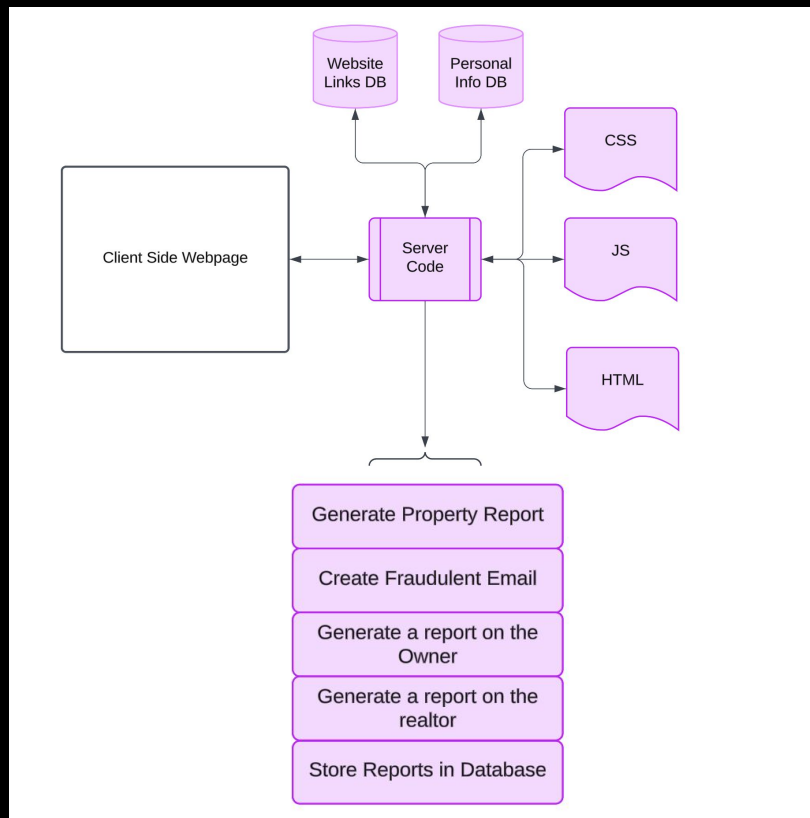 Website
Links DB
Personal
Info DB
CSS
Client Side Webpage
Server
Code
JS
HTML
Generate Property Report
Create Fraudulent Email
Generate a report on the
Owner
Generate a report on the
realtor
Store Reports in Database